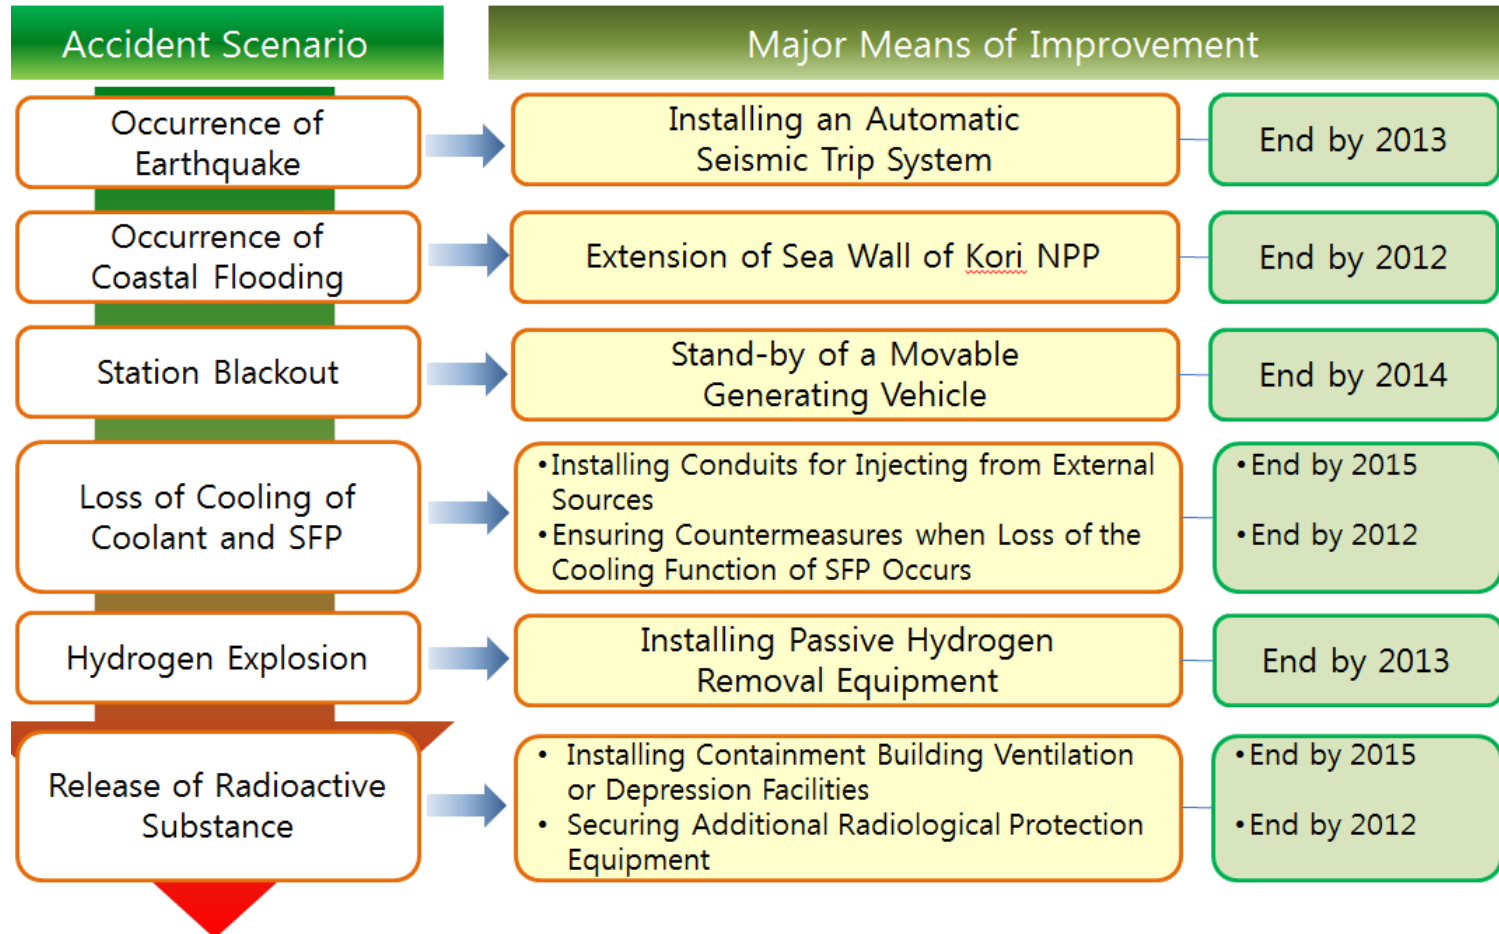 Accident Scenario
Major Means of Improvement
Occurrence of
Earthquake
Installing an Automatic
Seismic Trip System
End by 2013
Occurrence of
Coastal Flooding
Extension of Sea Wall of Kori NPP
End by 2012
Station Blackout
Stand-by of a Movable
Generating Vehicle
End by 2014
Loss of Cooling of
Coolant and SFP
•Installing Conduits for Injecting from External
Sources
•Ensuring Countermeasures when Loss of the
Cooling Function of SFP Occurs
•End by 2015
•End by 2012
Hydrogen Explosion
Installing Passive Hydrogen
Removal Equipment
End by 2013
Release of Radioactive
Substance
• Installing Containment Building Ventilation
or Depression Facilities
• Securing Additional Radiological Protection
Equipment
•End by 2015
•End by 2012